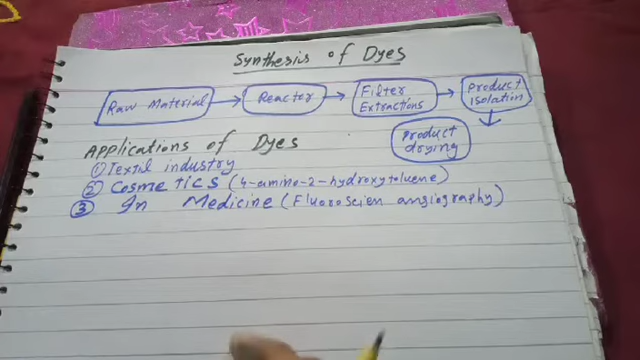 Synthesis of Dyes
Raw Material → Reactor → Filter Extractions → Product isolation
Product drying
Applications of Dyes
① Textil industry
② Cosmetics (4-amino-2-hydroxytoluene)
③ In Medicine (Fluoroscien angiography)